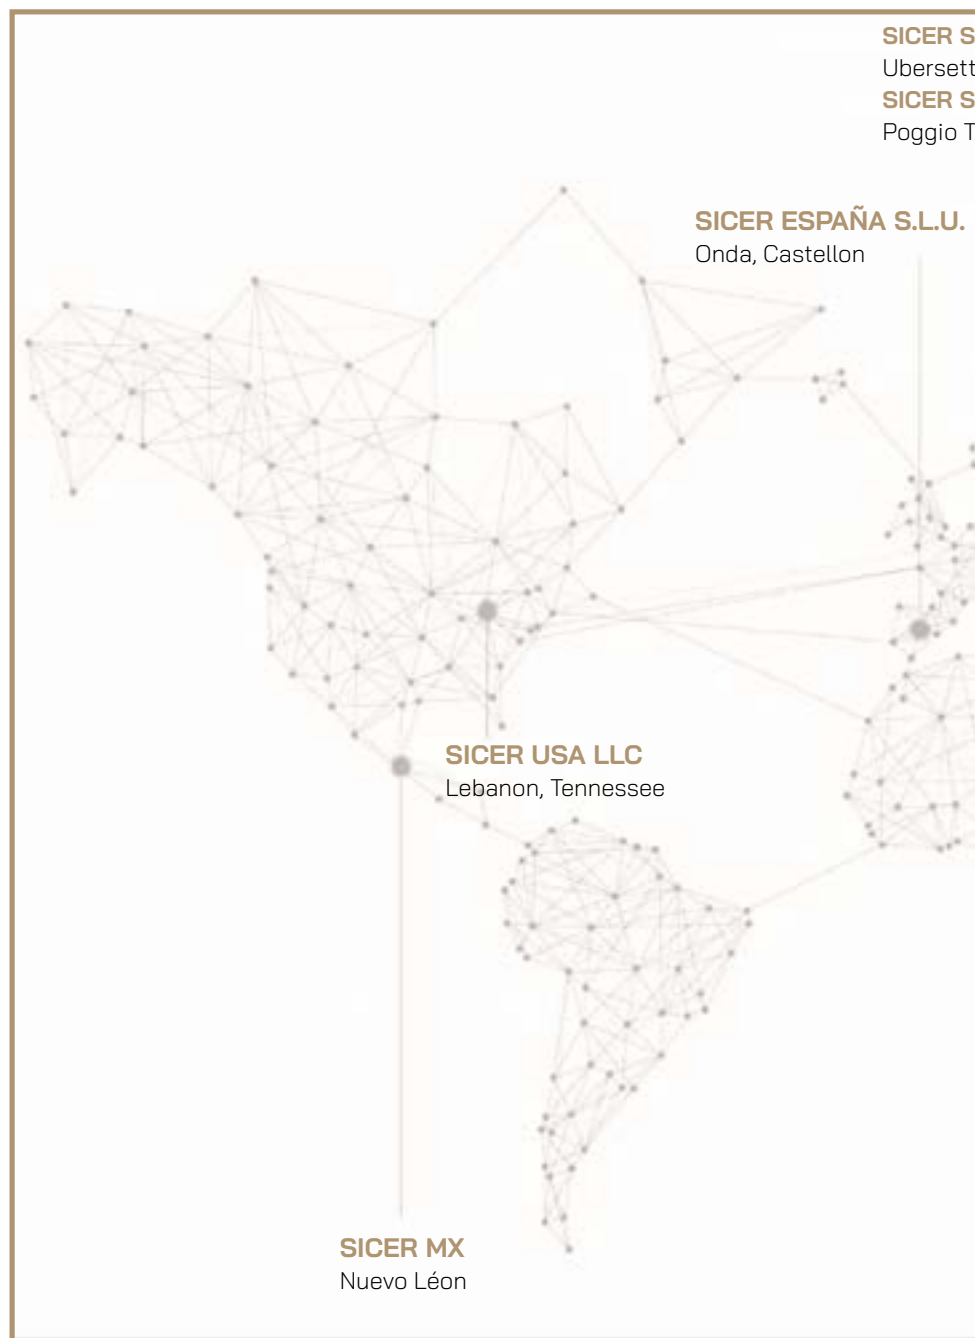 SICER S
Ubersett
SICER S
Poggio T
SICER ESPAÑA S.L.U.
Onda, Castellon
SICER USA LLC
Lebanon, Tennessee
SICER MX
Nuevo Léon